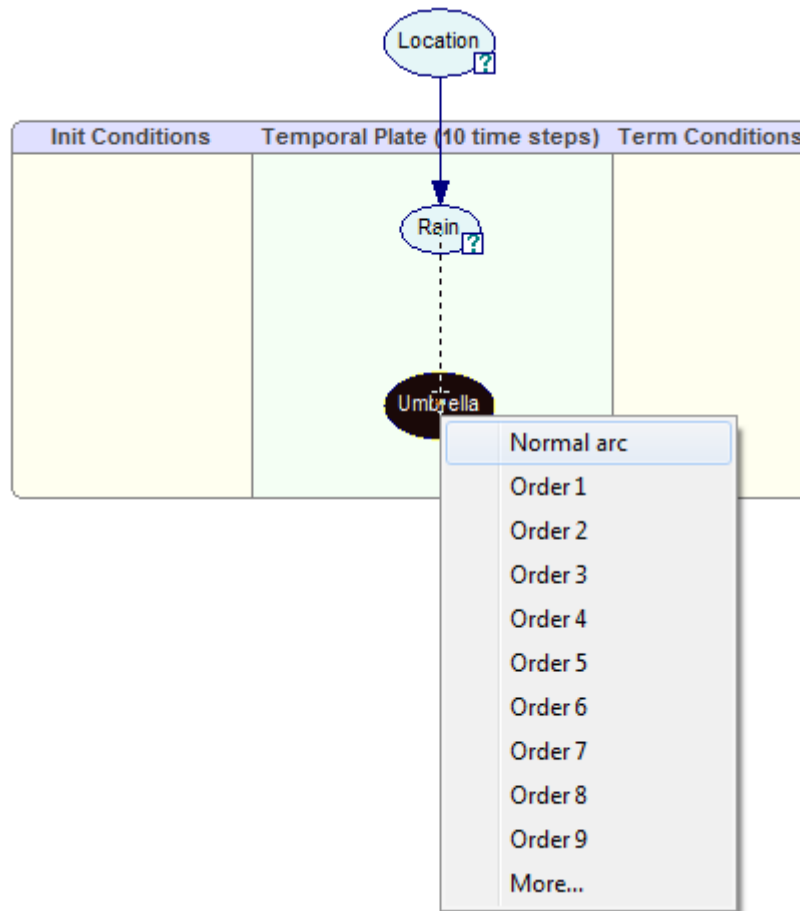 Location
?
Init Conditions Temporal Plate (10 time steps) Term Conditions
Rain
?
Umbrella
Normal arc
Order 1
Order 2
Order 3
Order 4
Order 5
Order 6
Order 7
Order 8
Order 9
More...